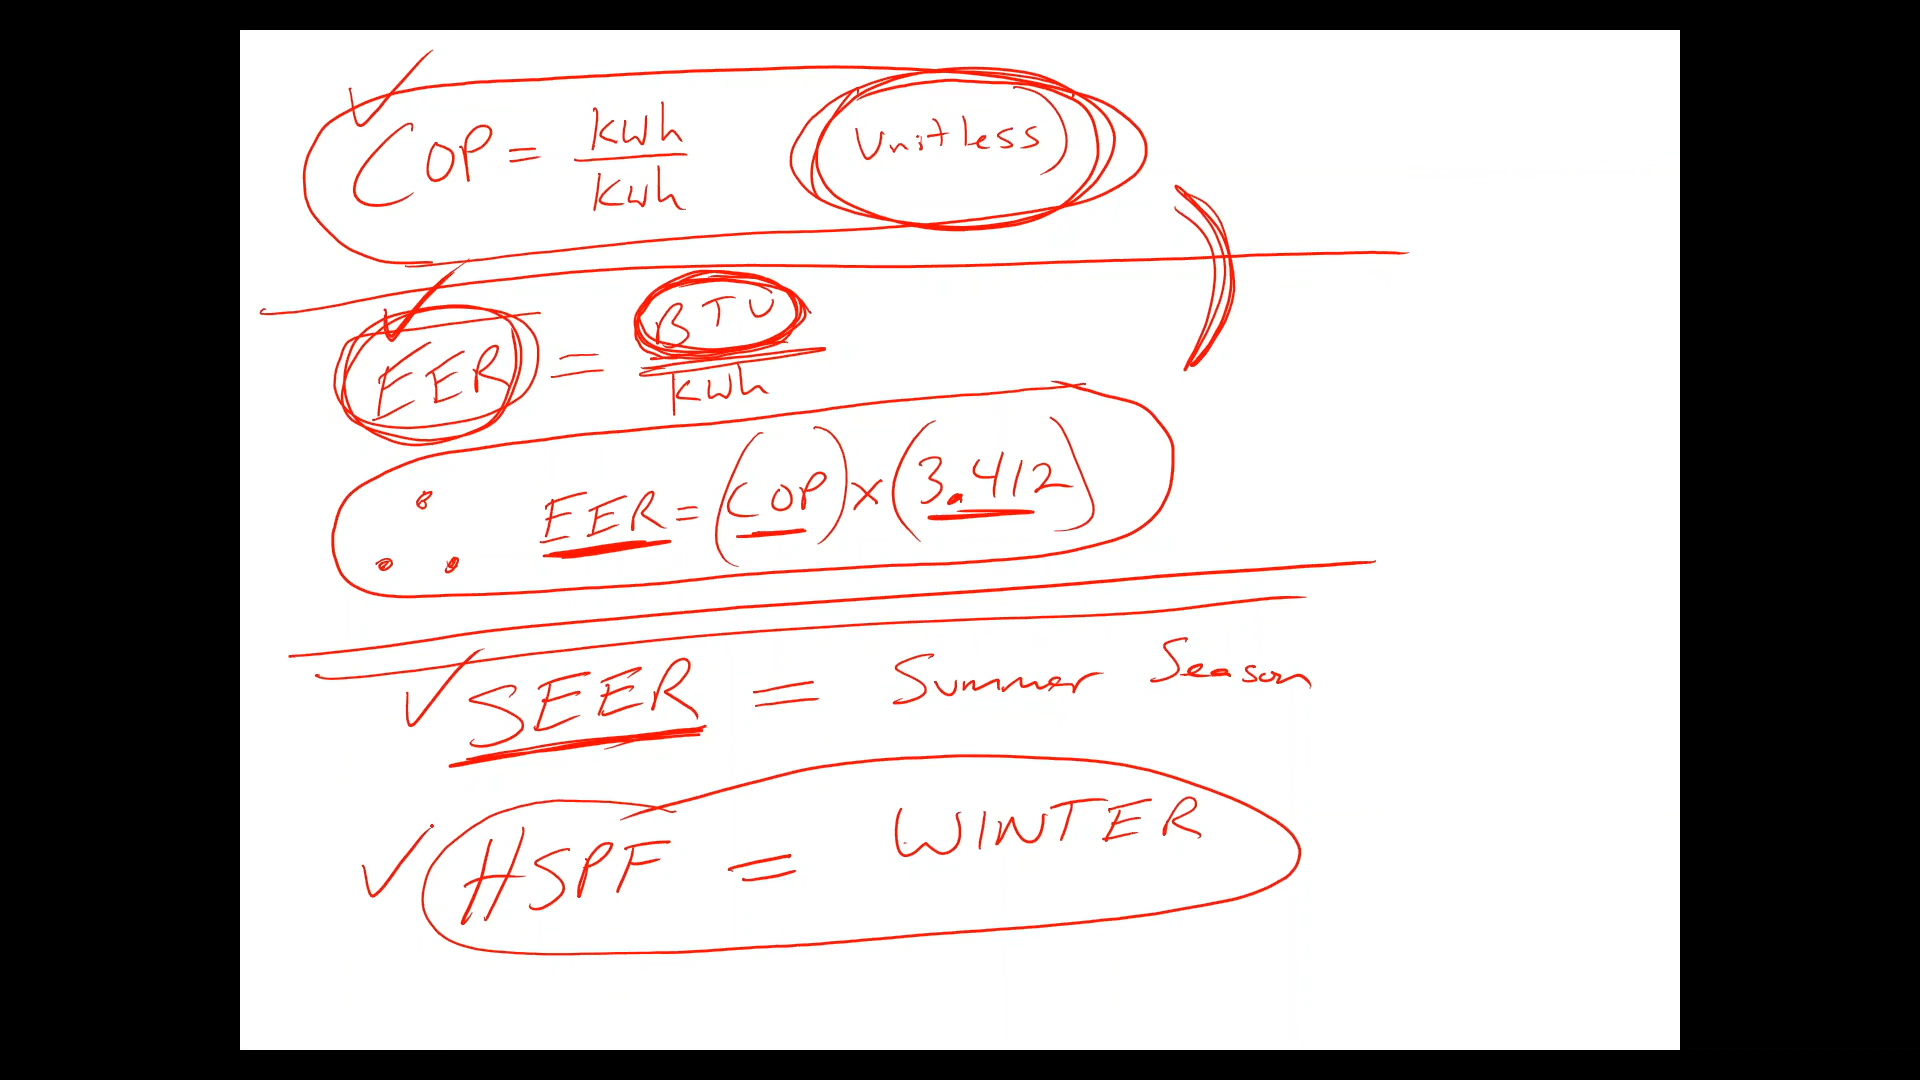 COP = kwh / kwh Unitless
EER = BTU / kwh
∴ EER = (COP) x (3.412)
SEER = Summer Season
HSPF = WINTER